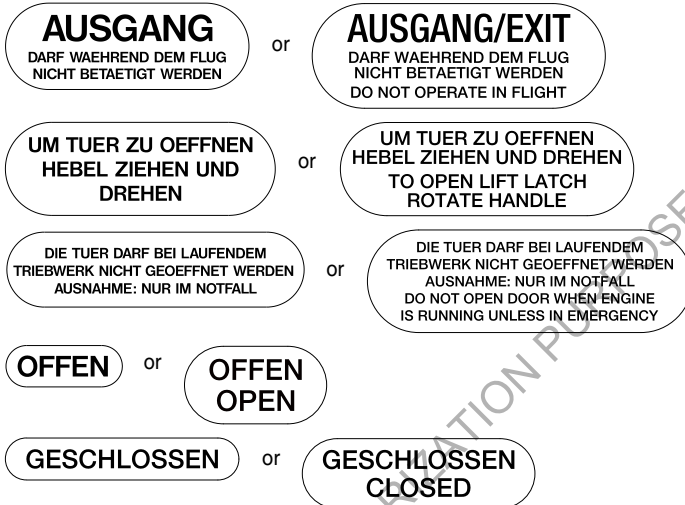 AUSGANG
DARF WAEHREND DEM FLUG
NICHT BETAETIGT WERDEN
or
AUSGANG/EXIT
DARF WAEHREND DEM FLUG
NICHT BETAETIGT WERDEN
DO NOT OPERATE IN FLIGHT
UM TUER ZU OEFFNEN
HEBEL ZIEHEN UND
DREHEN
or
UM TUER ZU OEFFNEN
HEBEL ZIEHEN UND DREHEN
TO OPEN LIFT LATCH
ROTATE HANDLE
DIE TUER DARF BEI LAUFENDEM
TRIEBWERK NICHT GEOEFFNET WERDEN
AUSNAHME: NUR IM NOTFALL
or
DIE TUER DARF BEI LAUFENDEM
TRIEBWERK NICHT GEOEFFNET WERDEN
AUSNAHME: NUR IM NOTFALL
DO NOT OPEN DOOR WHEN ENGINE
IS RUNNING UNLESS IN EMERGENCY
OFFEN
or
OFFEN
OPEN
GESCHLOSSEN
or
GESCHLOSSEN
CLOSED